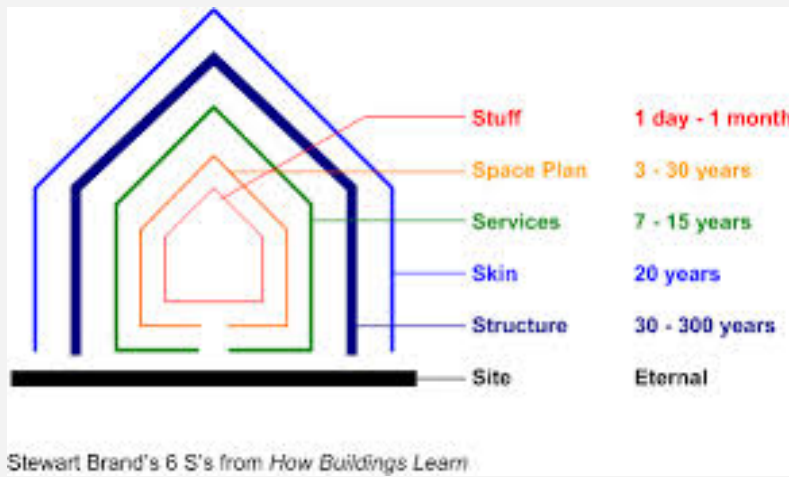 Stuff 1 day - 1 month
Space Plan 3 - 30 years
Services 7 - 15 years
Skin 20 years
Structure 30 - 300 years
Site Eternal
Stewart Brand's 6 S's from How Buildings Learn